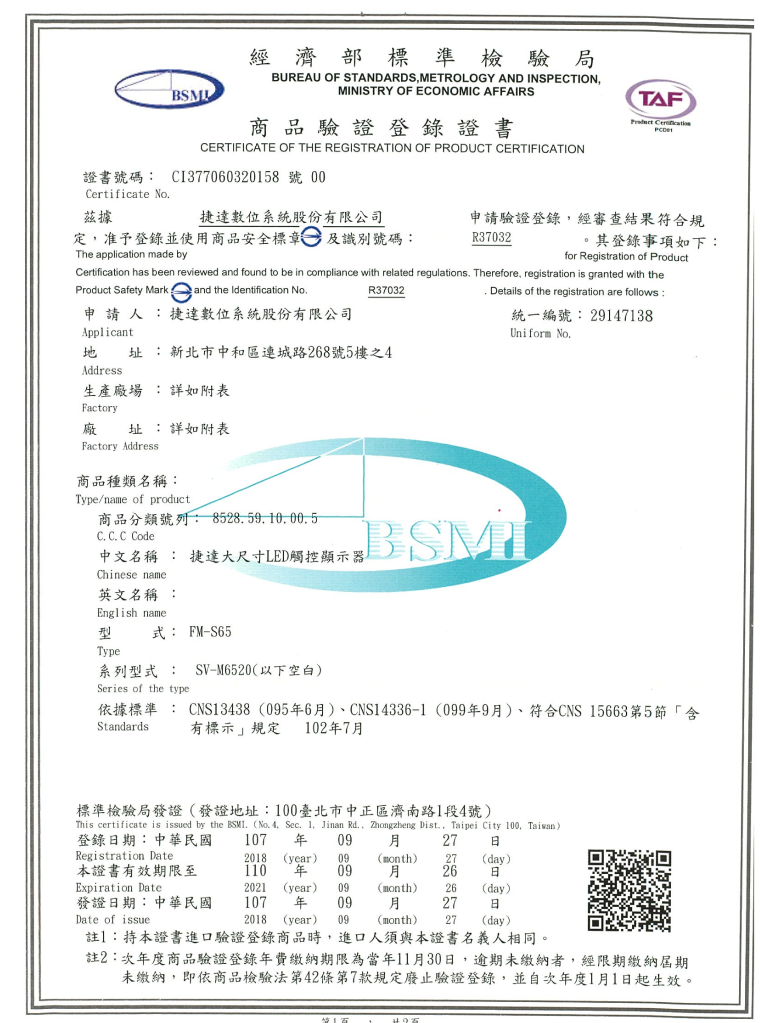 經濟部標準檢驗局
BUREAU OF STANDARDS,METROLOGY AND INSPECTION,
MINISTRY OF ECONOMIC AFFAIRS
BSMI
TAF
Product Certification
PC001
商品驗證登錄證書
CERTIFICATE OF THE REGISTRATION OF PRODUCT CERTIFICATION
證書號碼： CI377060320158 號 00
Certificate No.
茲據 捷達數位系統股份有限公司 申請驗證登錄，經審查結果符合規
定，准予登錄並使用商品安全標章 及識別號碼： R37032 。其登錄事項如下：
The application made by for Registration of Product
Certification has been reviewed and found to be in compliance with related regulations. Therefore, registration is granted with the
Product Safety Mark and the Identification No. R37032 . Details of the registration are follows :
申請人 ：捷達數位系統股份有限公司 統一編號：29147138
Applicant Uniform No.
地址 ：新北市中和區連城路268號5樓之4
Address
生產廠場 ：詳如附表
Factory
廠址 ：詳如附表
Factory Address
商品種類名稱：
Type/name of product
商品分類號列： 8528.59.10.00.5
C.C.C Code
BSMI
中文名稱 ： 捷達大尺寸LED觸控顯示器
Chinese name
英文名稱 ：
English name
型式： FM-S65
Type
系列型式 ： SV-M6520(以下空白)
Series of the type
依據標準 ： CNS13438 (095年6月)、CNS14336-1 (099年9月)、符合CNS 15663第5節「含
Standards 有標示」規定 102年7月
標準檢驗局發證(發證地址：100臺北市中正區濟南路1段4號)
This certificate is issued by the BSMI. (No.4, Sec. 1, Jinan Rd., Zhongzheng Dist., Taipei City 100, Taiwan)
登錄日期：中華民國 107 年 09 月 27 日
Registration Date 2018 (year) 09 (month) 27 (day)
本證書有效期限至 110 年 09 月 26 日
Expiration Date 2021 (year) 09 (month) 26 (day)
發證日期：中華民國 107 年 09 月 27 日
Date of issue 2018 (year) 09 (month) 27 (day)
註1：持本證書進口驗證登錄商品時，進口人須與本證書名義人相同。
註2：次年度商品驗證登錄年費繳納期限為當年11月30日，逾期未繳納者，經限期繳納屆期
未繳納，即依商品檢驗法第42條第7款規定廢止驗證登錄，並自次年度1月1日起生效。